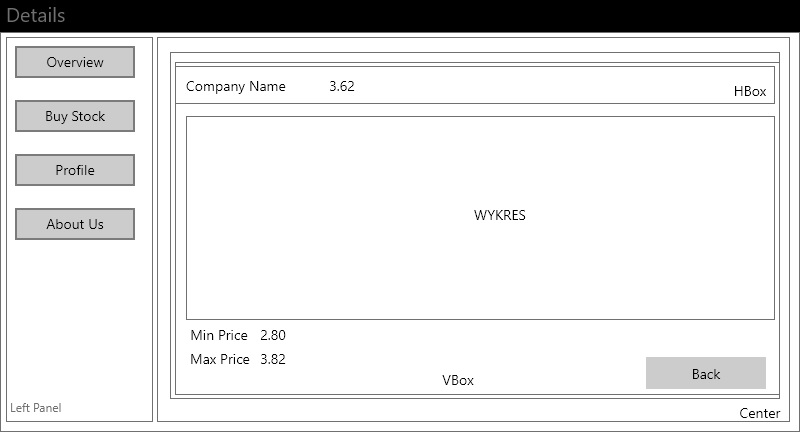 Details
Overview
Buy Stock
Profile
About Us
Left Panel
Company Name 3.62
HBox
WYKRES
Min Price 2.80
Max Price 3.82
VBox
Back
Center